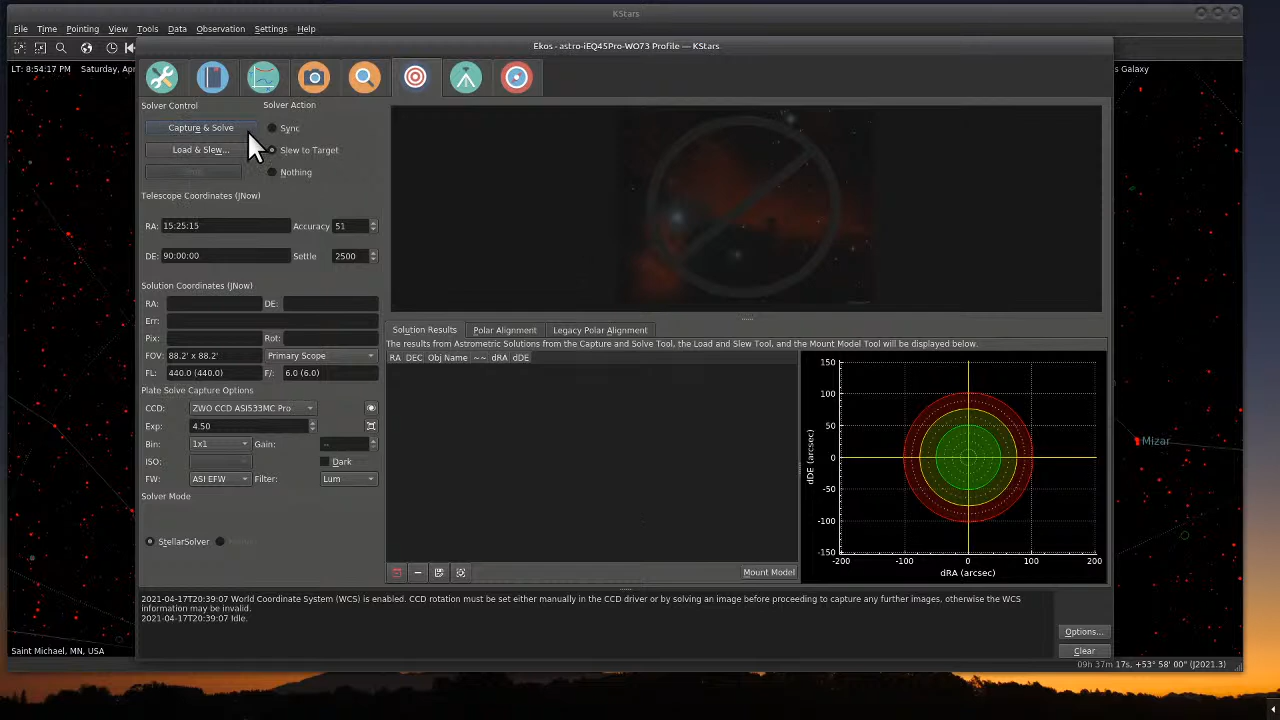 KStars
File Time Pointing View Tools Data Observation Settings Help
Ekos - astro-iEQ45Pro-WO73 Profile — KStars
LT: 8:54:17 PM Saturday, Apr
s Galaxy
Solver Control
Solver Action
Capture & Solve
Sync
Load & Slew...
Slew to Target
Nothing
Telescope Coordinates (JNow)
RA: 15:25:15 Accuracy 51
DE: 90:00:00 Settle 2500
Solution Coordinates (JNow)
RA: DE:
Err:
Pix: Rot:
FOV: 88.2' x 88.2' Primary Scope
FL: 440.0 (440.0) F/: 6.0 (6.0)
Plate Solve Capture Options
CCD: ZWO CCD ASI533MC Pro
Exp: 4.50
Bin: 1x1 Gain: --
ISO: Dark
FW: ASI EFW Filter: Lum
Solver Mode
StellarSolver
Solution Results Polar Alignment Legacy Polar Alignment
The results from Astrometric Solutions from the Capture and Solve Tool, the Load and Slew Tool, and the Mount Model Tool will be displayed below.
RA DEC Obj Name ~~ dRA dDE
150
100
50
0
-50
-100
-150
dDE (arcsec)
-200 -100 0 100 200
dRA (arcsec)
Mount Model
Mizar
2021-04-17T20:39:07 World Coordinate System (WCS) is enabled. CCD rotation must be set either manually in the CCD driver or by solving an image before proceeding to capture any further images, otherwise the WCS
information may be invalid.
2021-04-17T20:39:07 Idle.
Options...
Clear
Saint Michael, MN, USA
09h 37m 17s, +53° 58' 00" (J2021.3)